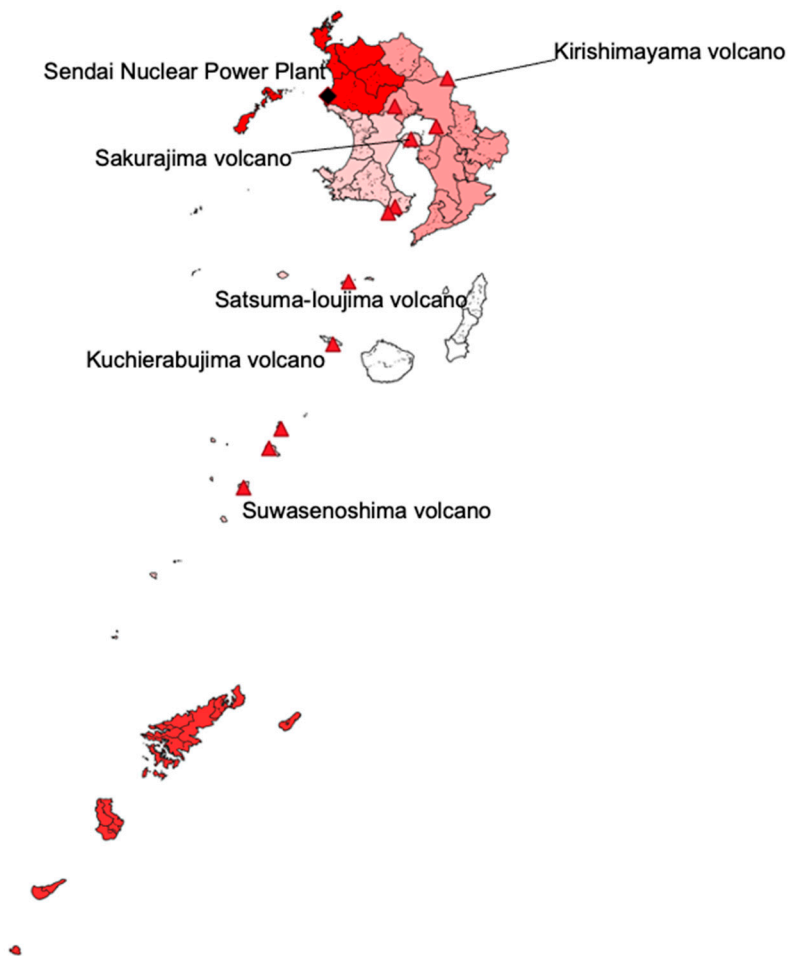 Kirishimayama volcano
Sendai Nuclear Power Plant
Sakurajima volcano
Satsuma-Ioujima volcano
Kuchierabujima volcano
Suwasenoshima volcano